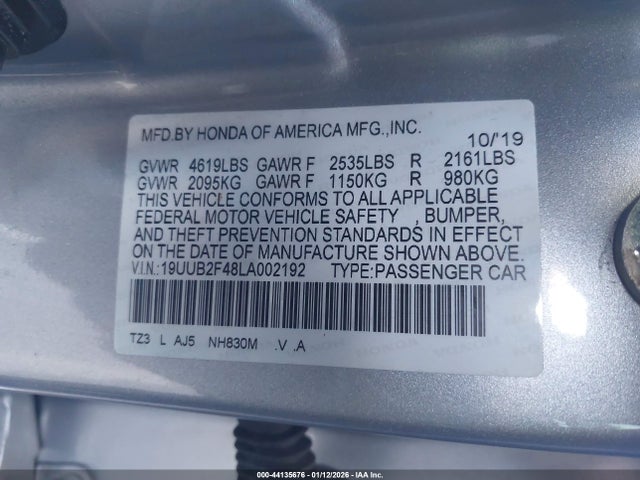 MFD.BY HONDA OF AMERICA MFG.,INC. 10/'19
GVWR 4619LBS GAWR F 2535LBS R 2161LBS
GVWR 2095KG GAWR F 1150KG R 980KG
THIS VEHICLE CONFORMS TO ALL APPLICABLE
FEDERAL MOTOR VEHICLE SAFETY , BUMPER,
AND THEFT PREVENTION STANDARDS IN EFFECT
ON THE DATE OF MANUFACTURE SHOWN ABOVE.
V.I.N.:19UUB2F48LA002192 TYPE:PASSENGER CAR
TZ3 L AJ5 NH830M .V .A
000-44135676 - 01/12/2026 - IAA Inc.